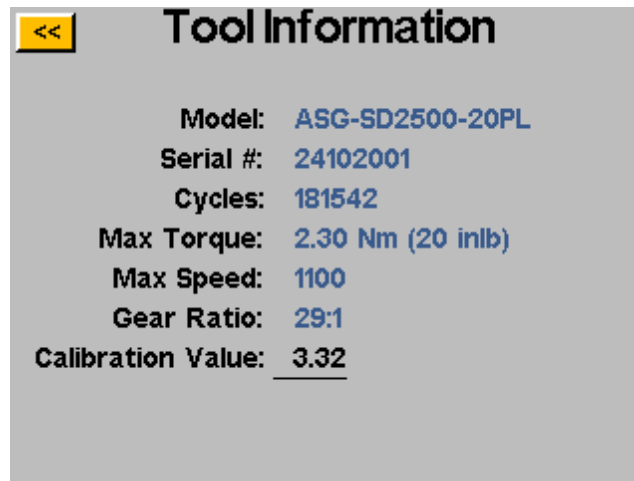 <<
Tool Information
Model: ASG-SD2500-20PL
Serial #: 24102001
Cycles: 181542
Max Torque: 2.30 Nm (20 inlb)
Max Speed: 1100
Gear Ratio: 29:1
Calibration Value: 3.32